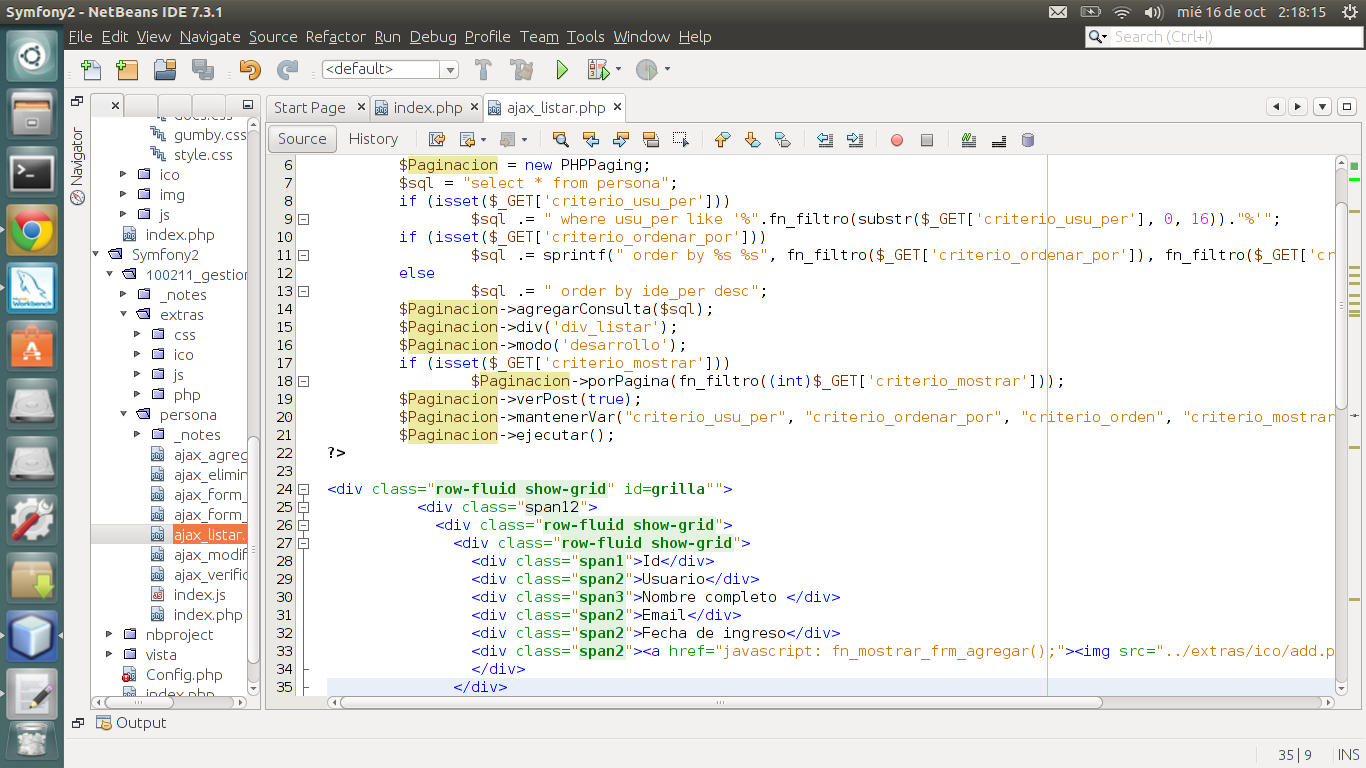 Symfony2 - NetBeans IDE 7.3.1
mié 16 de oct 2:18:15
File Edit View Navigate Source Refactor Run Debug Profile Team Tools Window Help
Search (Ctrl+I)
<default>
Navigator
gumby.css
style.css
ico
img
js
index.php
Symfony2
100211_gestion
_notes
extras
css
ico
js
php
persona
_notes
ajax_agreg
ajax_elimin
ajax_form_
ajax_form_
ajax_listar.
ajax_modif
ajax_verific
index.js
index.php
nbproject
vista
Config.php
index.php
Start Page index.php ajax_listar.php
Source History
6 $Paginacion = new PHPPaging;
7 $sql = "select * from persona";
8 if (isset($_GET['criterio_usu_per']))
9 $sql .= " where usu_per like '%".fn_filtro(substr($_GET['criterio_usu_per'], 0, 16))."%'";
10 if (isset($_GET['criterio_ordenar_por']))
11 $sql .= sprintf(" order by %s %s", fn_filtro($_GET['criterio_ordenar_por']), fn_filtro($_GET['cr
12 else
13 $sql .= " order by ide_per desc";
14 $Paginacion->agregarConsulta($sql);
15 $Paginacion->div('div_listar');
16 $Paginacion->modo('desarrollo');
17 if (isset($_GET['criterio_mostrar']))
18 $Paginacion->porPagina(fn_filtro((int)$_GET['criterio_mostrar']));
19 $Paginacion->verPost(true);
20 $Paginacion->mantenerVar("criterio_usu_per", "criterio_ordenar_por", "criterio_orden", "criterio_mostrar
21 $Paginacion->ejecutar();
22 ?>
23
24 <div class="row-fluid show-grid" id=grilla"">
25 <div class="span12">
26 <div class="row-fluid show-grid">
27 <div class="row-fluid show-grid">
28 <div class="span1">Id</div>
29 <div class="span2">Usuario</div>
30 <div class="span3">Nombre completo </div>
31 <div class="span2">Email</div>
32 <div class="span2">Fecha de ingreso</div>
33 <div class="span2"><a href="javascript: fn_mostrar_frm_agregar();"><img src="../extras/ico/add.p
34 </div>
35 </div>
Output
35|9 INS